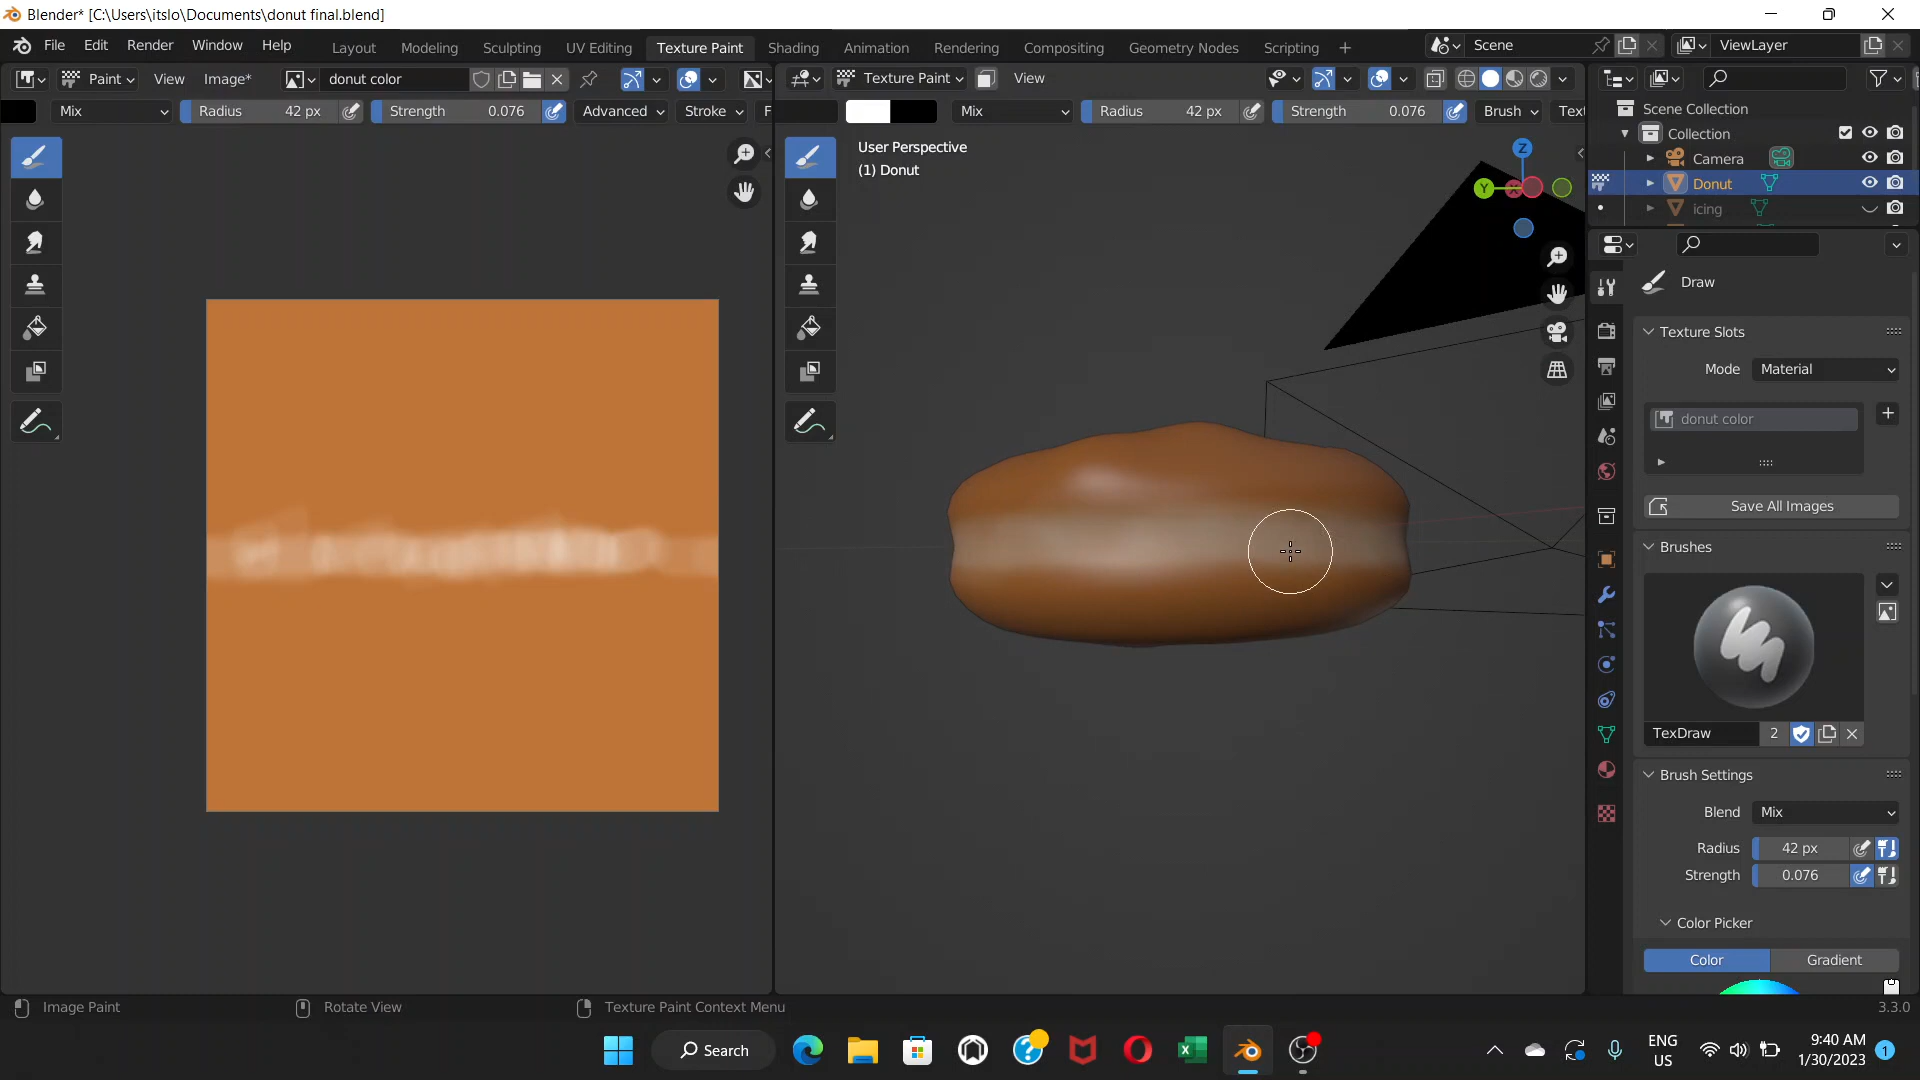 Blender* [C:\Users\itslo\Documents\donut final.blend]
File Edit Render Window Help Layout Modeling Sculpting UV Editing Texture Paint Shading Animation Rendering Compositing Geometry Nodes Scripting + Scene ViewLayer
Paint View Image* donut color Texture Paint View
Mix Radius 42 px Strength 0.076 Advanced Stroke F Mix Radius 42 px Strength 0.076 Brush Text
User Perspective
(1) Donut
Z
Y
X
Scene Collection
Collection
Camera
Donut
icing
Draw
Texture Slots
Mode Material
donut color
Save All Images
Brushes
TexDraw 2
Brush Settings
Blend Mix
Radius 42 px
Strength 0.076
Color Picker
Color Gradient
Image Paint Rotate View Texture Paint Context Menu 3.3.0
Search
ENG
US
9:40 AM
1/30/2023
1